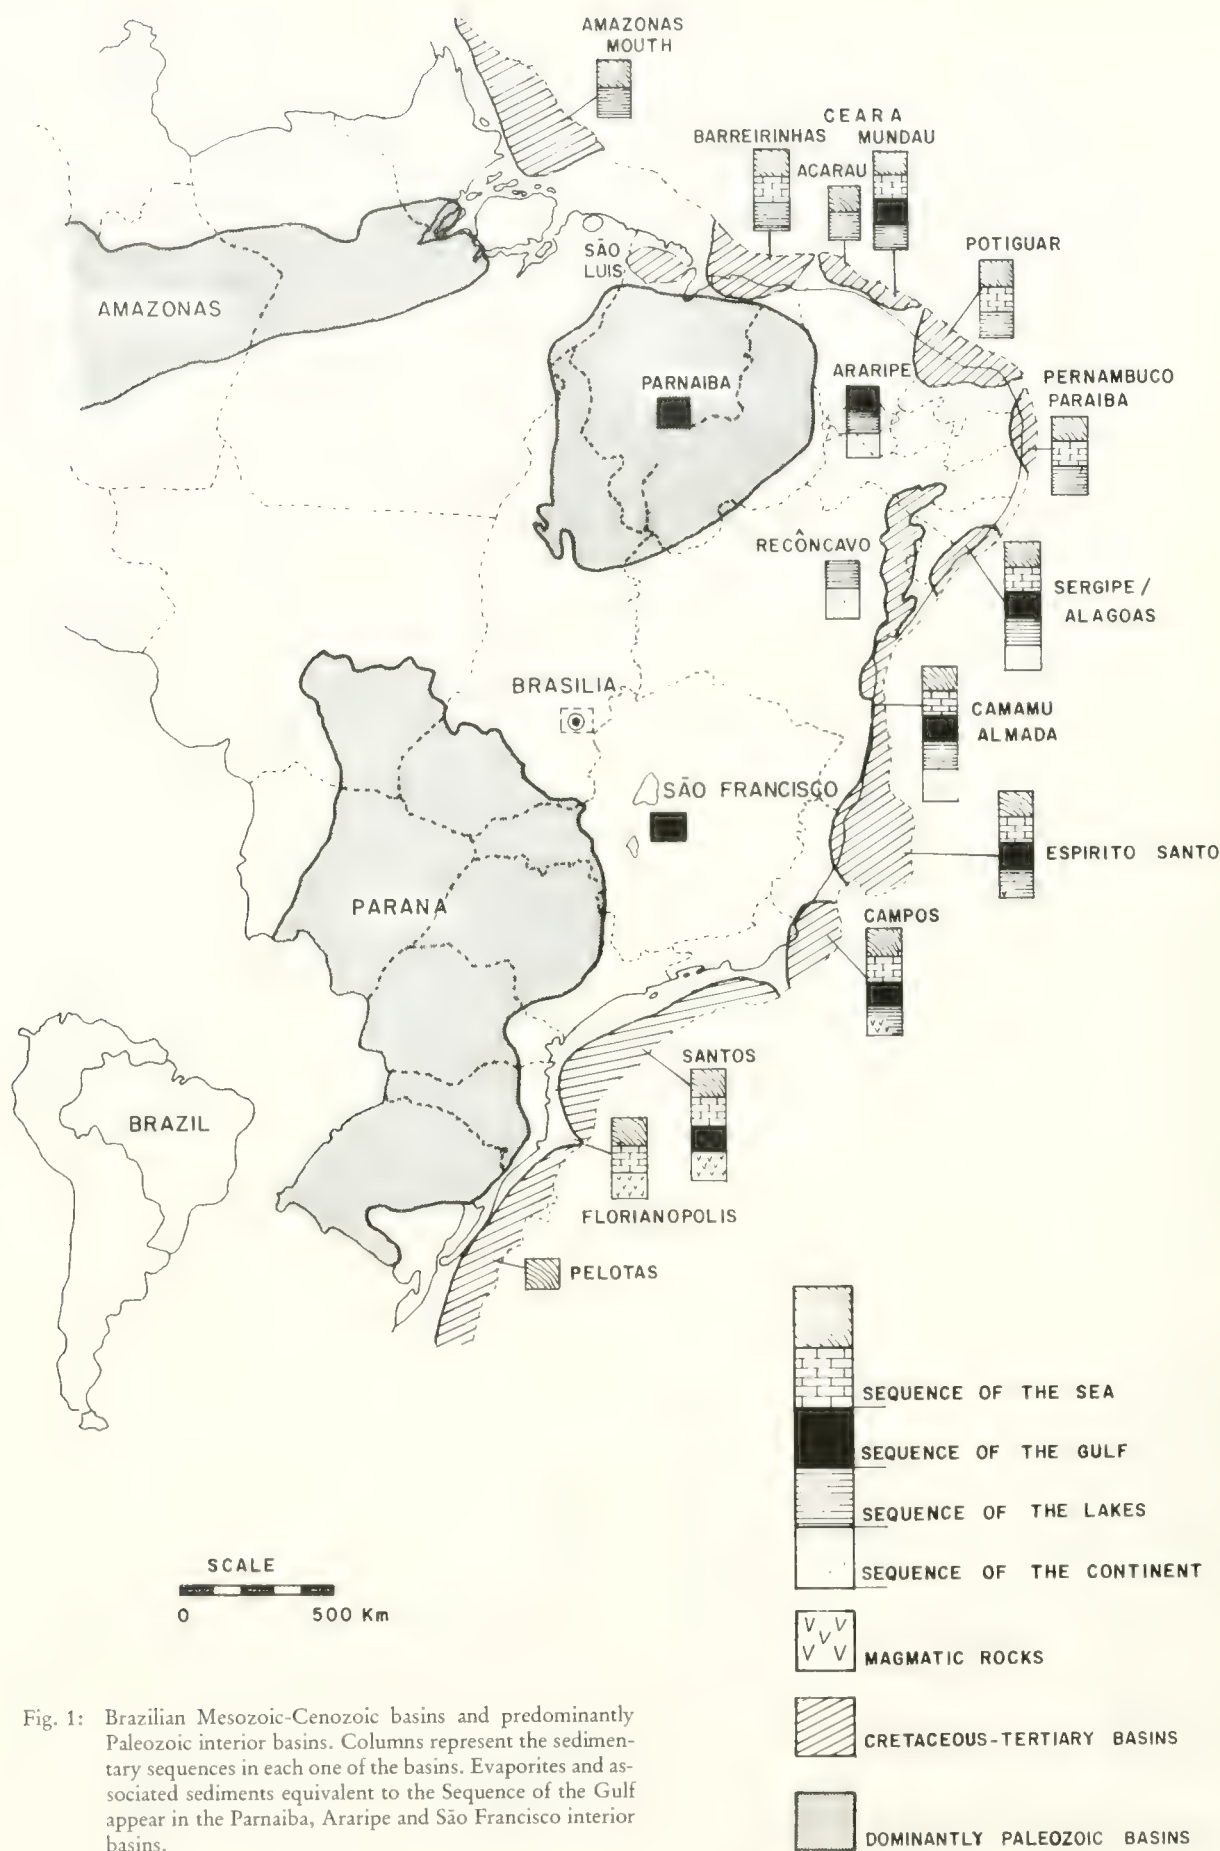 AMAZONAS
MOUTH
CEARA
BARREIRINHAS
MUNDAU
ACARAU
POTIGUAR
SÃO
LUIS
AMAZONAS
PARNAIBA
ARARIPE
PERNAMBUCO
PARAIBA
RECÔNCAVO
SERGIPE/
ALAGOAS
BRASILIA
CAMAMU
ALMADA
SÃO FRANCISCO
ESPIRITO SANTO
PARANA
CAMPOS
SANTOS
BRAZIL
FLORIANOPOLIS
PELOTAS
SEQUENCE OF THE SEA
SEQUENCE OF THE GULF
SEQUENCE OF THE LAKES
SEQUENCE OF THE CONTINENT
MAGMATIC ROCKS
CRETACEOUS-TERTIARY BASINS
DOMINANTLY PALEOZOIC BASINS
SCALE
0 500 Km
Fig. 1: Brazilian Mesozoic-Cenozoic basins and predominantly
Paleozoic interior basins. Columns represent the sedimen-
tary sequences in each one of the basins. Evaporites and as-
sociated sediments equivalent to the Sequence of the Gulf
appear in the Parnaiba, Araripe and São Francisco interior
basins.